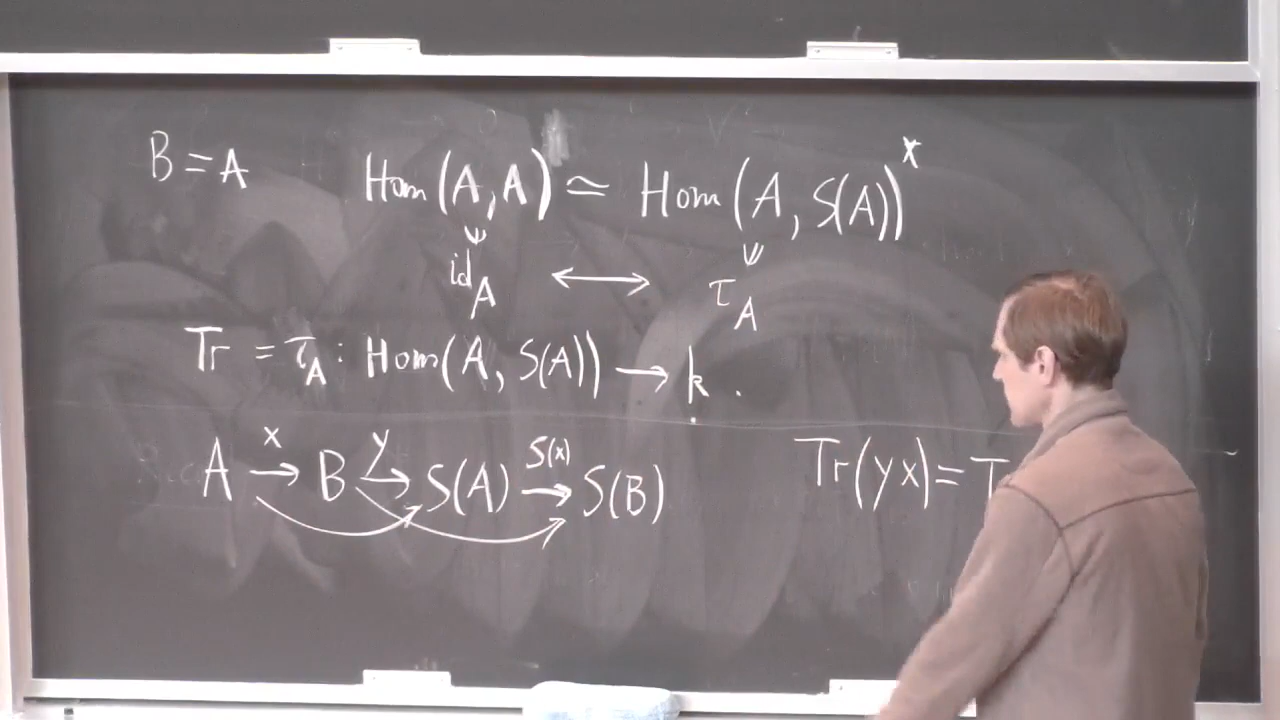 B = A Hom(A, A) ≃ Hom(A, S(A))*
id_A ⟷ τ_A
Tr = τ_A : Hom(A, S(A)) ⟶ k .
A →x B →y S(A) →S(x) S(B) Tr(yx) = T